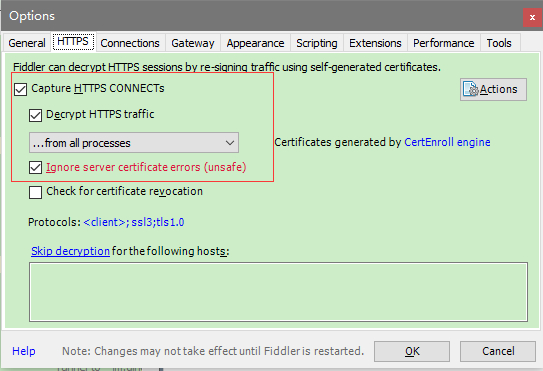 Options
x
General HTTPS Connections Gateway Appearance Scripting Extensions Performance Tools
Fiddler can decrypt HTTPS sessions by re-signing traffic using self-generated certificates.
Capture HTTPS CONNECTs
Actions
Decrypt HTTPS traffic
...from all processes
Certificates generated by CertEnroll engine
Ignore server certificate errors (unsafe)
Check for certificate revocation
Protocols: <client>;ssl3;tls1.0
Skip decryption for the following hosts:
Help
Note: Changes may not take effect until Fiddler is restarted.
OK
Cancel